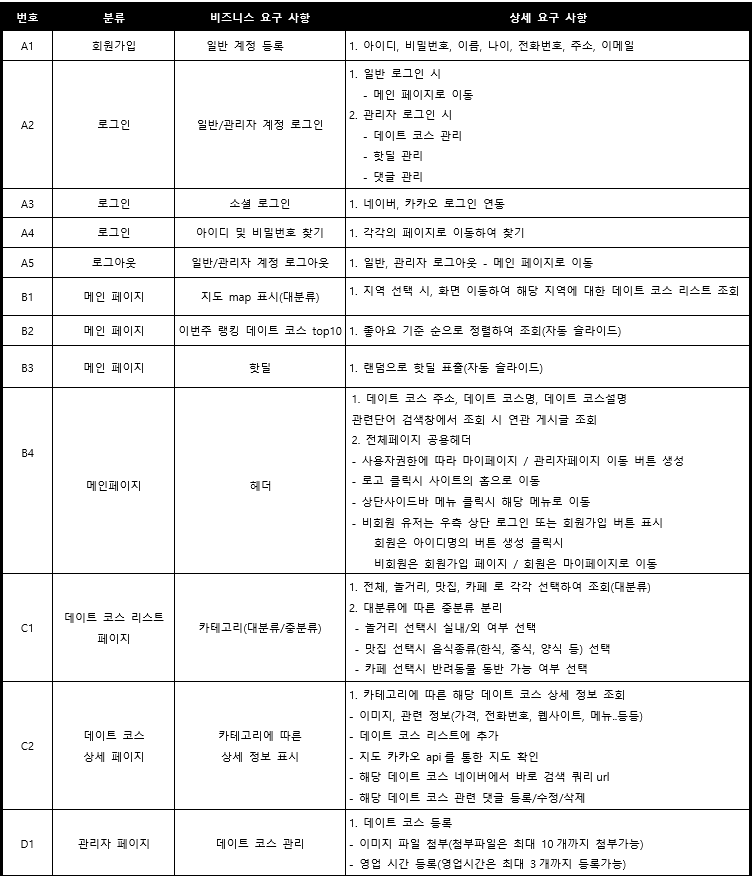 번호 분류 비즈니스 요구 사항 상세 요구 사항
A1 회원가입 일반 계정 등록 1. 아이디, 비밀번호, 이름, 나이, 전화번호, 주소, 이메일
A2 로그인 일반/관리자 계정 로그인
1. 일반 로그인 시
- 메인 페이지로 이동
2. 관리자 로그인 시
- 데이트 코스 관리
- 핫딜 관리
- 댓글 관리
A3 로그인 소셜 로그인 1. 네이버, 카카오 로그인 연동
A4 로그인 아이디 및 비밀번호 찾기 1. 각각의 페이지로 이동하여 찾기
A5 로그아웃 일반/관리자 계정 로그아웃 1. 일반, 관리자 로그아웃 - 메인 페이지로 이동
B1 메인 페이지 지도 map 표시(대분류) 1. 지역 선택 시, 화면 이동하여 해당 지역에 대한 데이트 코스 리스트 조회
B2 메인 페이지 이번주 랭킹 데이트 코스 top10 1. 좋아요 기준 순으로 정렬하여 조회(자동 슬라이드)
B3 메인 페이지 핫딜 1. 랜덤으로 핫딜 표출(자동 슬라이드)
B4 메인페이지 헤더
1. 데이트 코스 주소, 데이트 코스명, 데이트 코스설명
관련단어 검색창에서 조회 시 연관 게시글 조회
2. 전체페이지 공용헤더
- 사용자권한에 따라 마이페이지 / 관리자페이지 이동 버튼 생성
- 로고 클릭시 사이트의 홈으로 이동
- 상단사이드바 메뉴 클릭시 해당 메뉴로 이동
- 비회원 유저는 우측 상단 로그인 또는 회원가입 버튼 표시
회원은 아이디명의 버튼 생성 클릭시
비회원은 회원가입 페이지 / 회원은 마이페이지로 이동
C1 데이트 코스 리스트
페이지
카테고리(대분류/중분류)
1. 전체, 놀거리, 맛집, 카페 로 각각 선택하여 조회(대분류)
2. 대분류에 따른 중분류 분리
- 놀거리 선택시 실내/외 여부 선택
- 맛집 선택시 음식종류(한식, 중식, 양식 등) 선택
- 카페 선택시 반려동물 동반 가능 여부 선택
C2 데이트 코스
상세 페이지
카테고리에 따른
상세 정보 표시
1. 카테고리에 따른 해당 데이트 코스 상세 정보 조회
- 이미지, 관련 정보(가격, 전화번호, 웹사이트, 메뉴..등등)
- 데이트 코스 리스트에 추가
- 지도 카카오 api를 통한 지도 확인
- 해당 데이트 코스 네이버에서 바로 검색 쿼리 url
- 해당 데이트 코스 관련 댓글 등록/수정/삭제
D1 관리자 페이지 데이트 코스 관리
1. 데이트 코스 등록
- 이미지 파일 첨부(첨부파일은 최대 10개까지 첨부가능)
- 영업 시간 등록(영업시간은 최대 3개까지 등록가능)